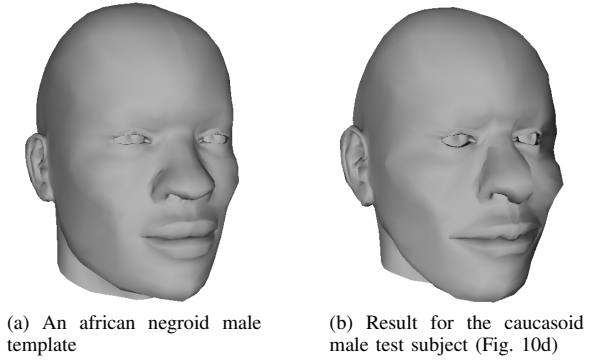 (a) An african negroid male
template
(b) Result for the caucasoid
male test subject (Fig. 10d)